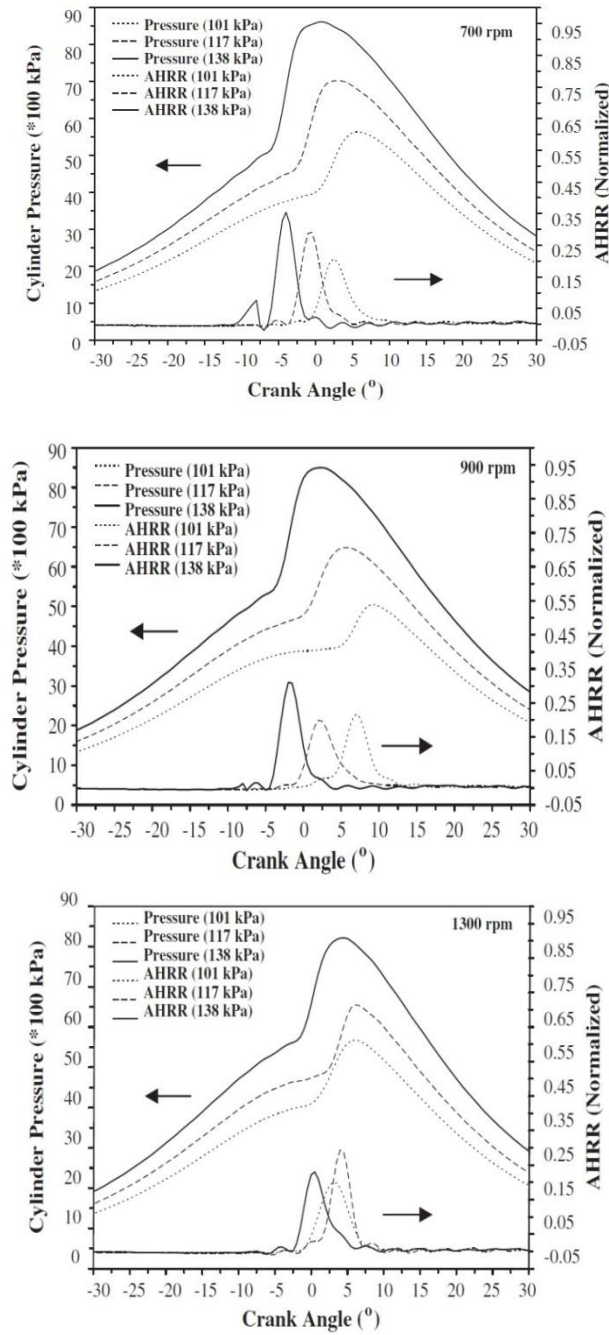 700 rpm
Pressure (101 kPa)
Pressure (117 kPa)
Pressure (138 kPa)
AHRR (101 kPa)
AHRR (117 kPa)
AHRR (138 kPa)
Cylinder Pressure (*100 kPa)
90
80
70
60
50
40
30
20
10
0
0.95
0.85
0.75
0.65
0.55
0.45
0.35
0.25
0.15
0.05
-0.05
AHRR (Normalized)
-30 -25 -20 -15 -10 -5 0 5 10 15 20 25 30
Crank Angle (°)
900 rpm
Pressure (101 kPa)
Pressure (117 kPa)
Pressure (138 kPa)
AHRR (101 kPa)
AHRR (117 kPa)
AHRR (138 kPa)
Cylinder Pressure (*100 kPa)
90
80
70
60
50
40
30
20
10
0
0.95
0.85
0.75
0.65
0.55
0.45
0.35
0.25
0.15
0.05
-0.05
AHRR (Normalized)
-30 -25 -20 -15 -10 -5 0 5 10 15 20 25 30
Crank Angle (°)
1300 rpm
Pressure (101 kPa)
Pressure (117 kPa)
Pressure (138 kPa)
AHRR (101 kPa)
AHRR (117 kPa)
AHRR (138 kPa)
Cylinder Pressure (*100 kPa)
90
80
70
60
50
40
30
20
10
0
0.95
0.85
0.75
0.65
0.55
0.45
0.35
0.25
0.15
0.05
-0.05
AHRR (Normalized)
-30 -25 -20 -15 -10 -5 0 5 10 15 20 25 30
Crank Angle (°)